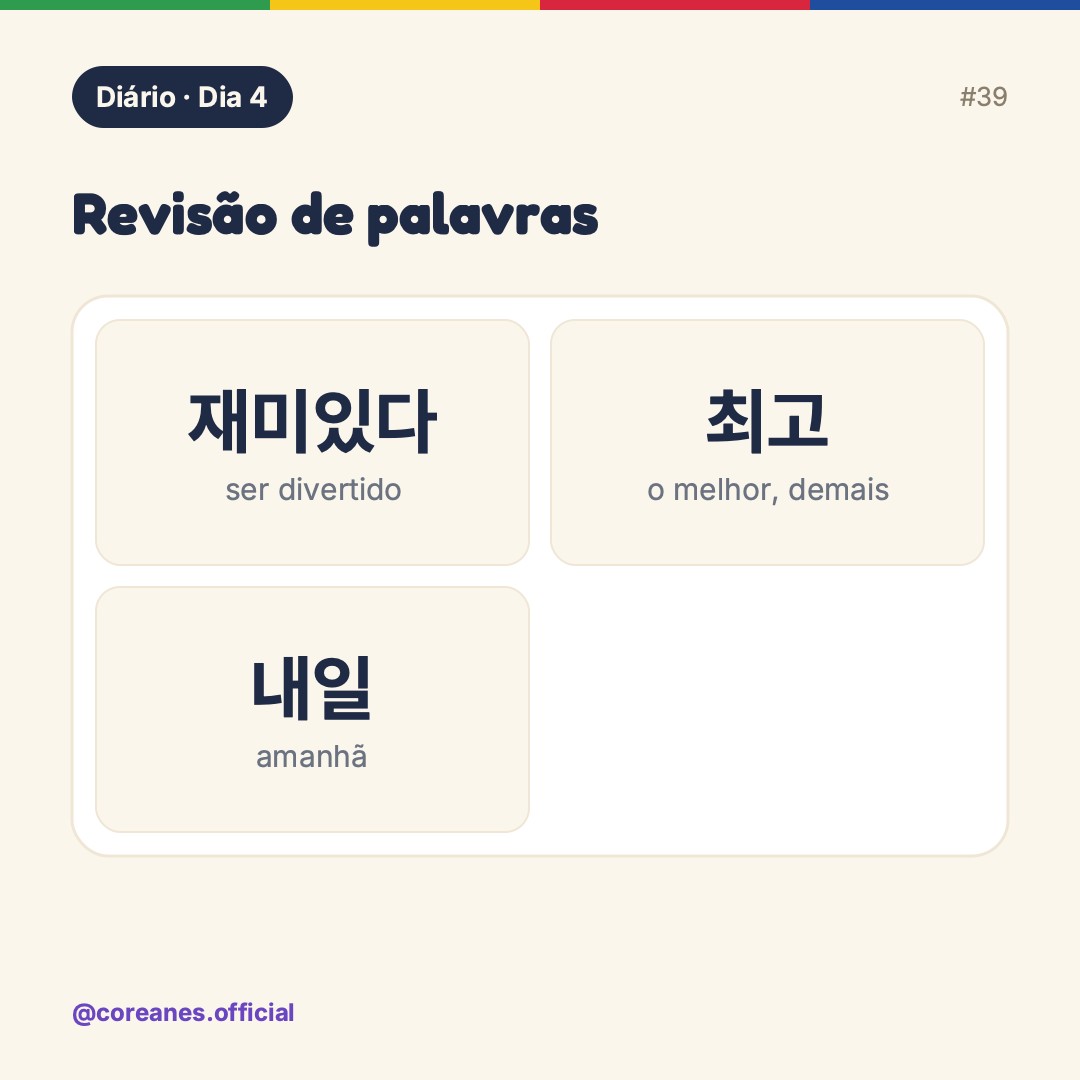 Diário · Dia 4
#39
Revisão de palavras
재미있다
ser divertido
최고
o melhor, demais
내일
amanhã
@coreanes.official